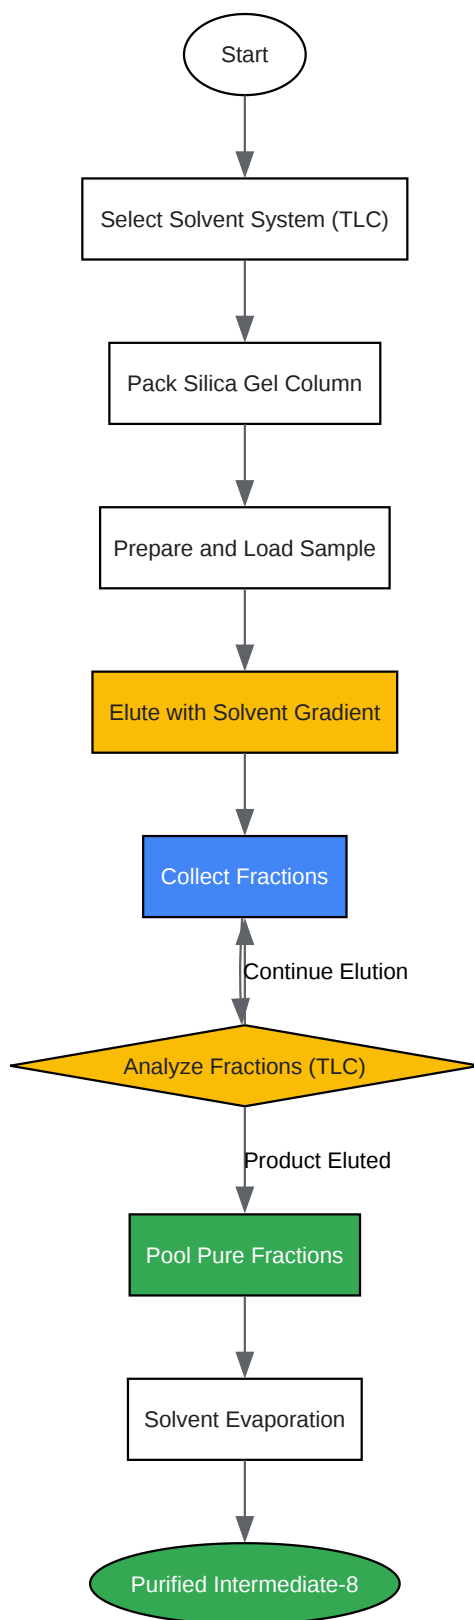 Start
Select Solvent System (TLC)
Pack Silica Gel Column
Prepare and Load Sample
Elute with Solvent Gradient
Collect Fractions
Continue Elution
Analyze Fractions (TLC)
Product Eluted
Pool Pure Fractions
Solvent Evaporation
Purified Intermediate-8